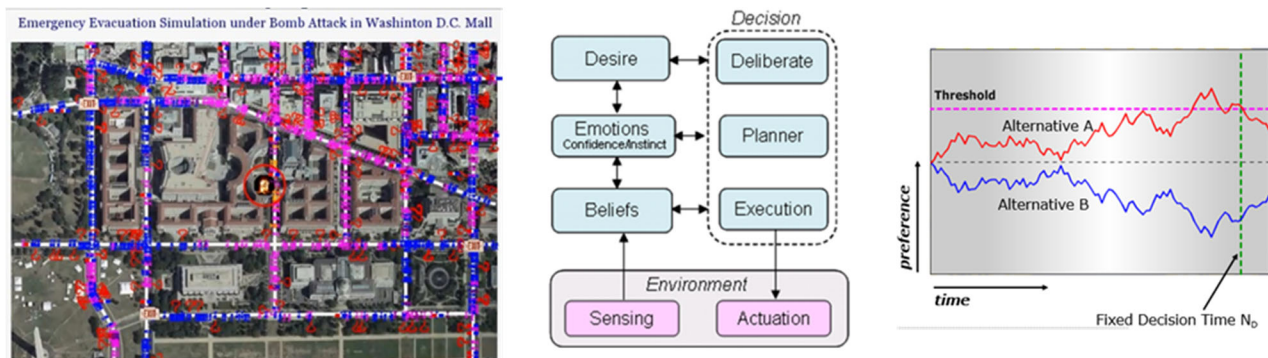 Emergency Evacuation Simulation under Bomb Attack in Washinton D.C. Mall
Decision
Desire
Deliberate
Emotions
Confidence/Instinct
Planner
Beliefs
Execution
Environment
Sensing
Actuation
Threshold
Alternative A
Alternative B
preference
time
Fixed Decision Time N_D